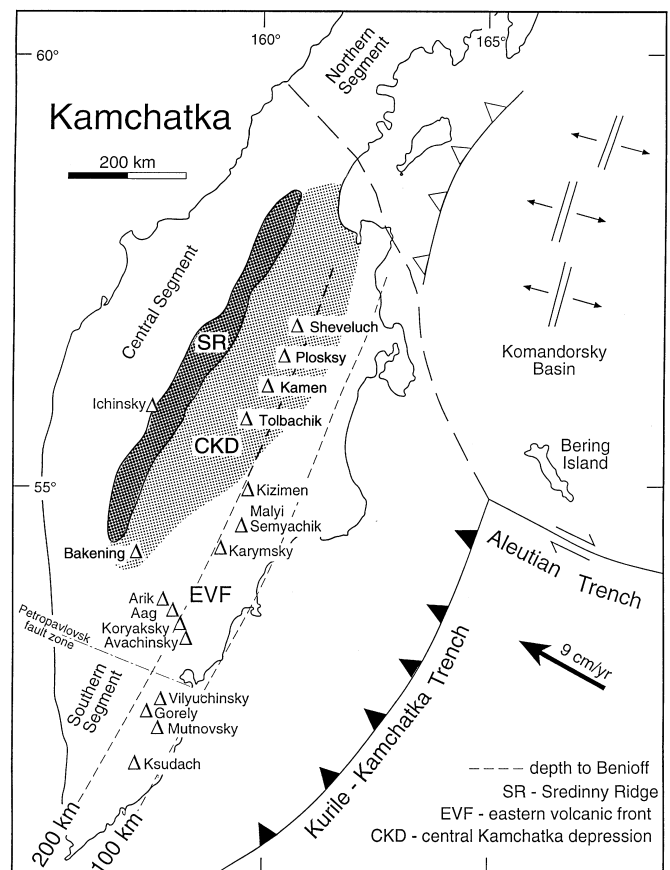 160°
165°
60°
Northern
Segment
Kamchatka
200 km
Central Segment
SR
Sheveluch
Plosksy
Komandorsky
Basin
Kamen
Ichinsky
Tolbachik
CKD
Bering
Island
55°
Kizimen
Malyi
Semyachik
Bakening
Karymsky
Aleutian Trench
Arik
EVF
Aag
Koryaksky
Avachinsky
Petropavlovsk
fault zone
9 cm/yr
Southern
Segment
Vilyuchinsky
Gorely
Mutnovsky
Ksudach
Kurile - Kamchatka Trench
200 km
100 km
depth to Benioff
SR - Sredinny Ridge
EVF - eastern volcanic front
CKD - central Kamchatka depression